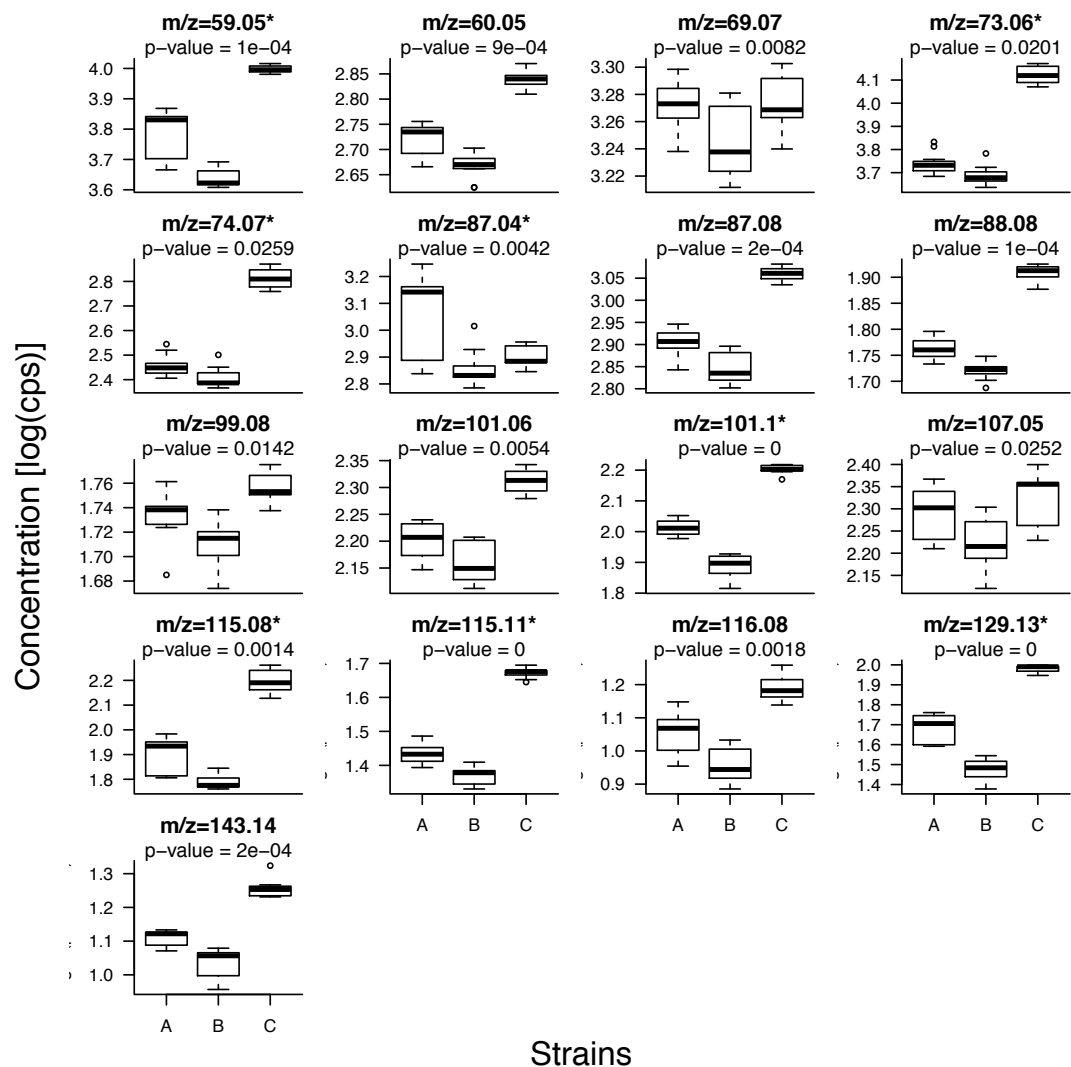 m/z=59.05*
p−value = 1e−04
4.0
3.9
3.8
3.7
3.6
m/z=60.05
p−value = 9e−04
2.85
2.80
2.75
2.70
2.65
m/z=69.07
p−value = 0.0082
3.30
3.28
3.26
3.24
3.22
m/z=73.06*
p−value = 0.0201
4.1
4.0
3.9
3.8
3.7
m/z=74.07*
p−value = 0.0259
2.8
2.7
2.6
2.5
2.4
m/z=87.04*
p−value = 0.0042
3.2
3.1
3.0
2.9
2.8
m/z=87.08
p−value = 2e−04
3.05
3.00
2.95
2.90
2.85
2.80
m/z=88.08
p−value = 1e−04
1.90
1.85
1.80
1.75
1.70
m/z=99.08
p−value = 0.0142
1.76
1.74
1.72
1.70
1.68
m/z=101.06
p−value = 0.0054
2.35
2.30
2.25
2.20
2.15
m/z=101.1*
p−value = 0
2.2
2.1
2.0
1.9
1.8
m/z=107.05
p−value = 0.0252
2.40
2.35
2.30
2.25
2.20
2.15
m/z=115.08*
p−value = 0.0014
2.2
2.1
2.0
1.9
1.8
m/z=115.11*
p−value = 0
1.7
1.6
1.5
1.4
A B C
m/z=116.08
p−value = 0.0018
1.2
1.1
1.0
0.9
A B C
m/z=129.13*
p−value = 0
2.0
1.9
1.8
1.7
1.6
1.5
1.4
A B C
m/z=143.14
p−value = 2e−04
1.3
1.2
1.1
1.0
A B C
Concentration [log(cps)]
Strains